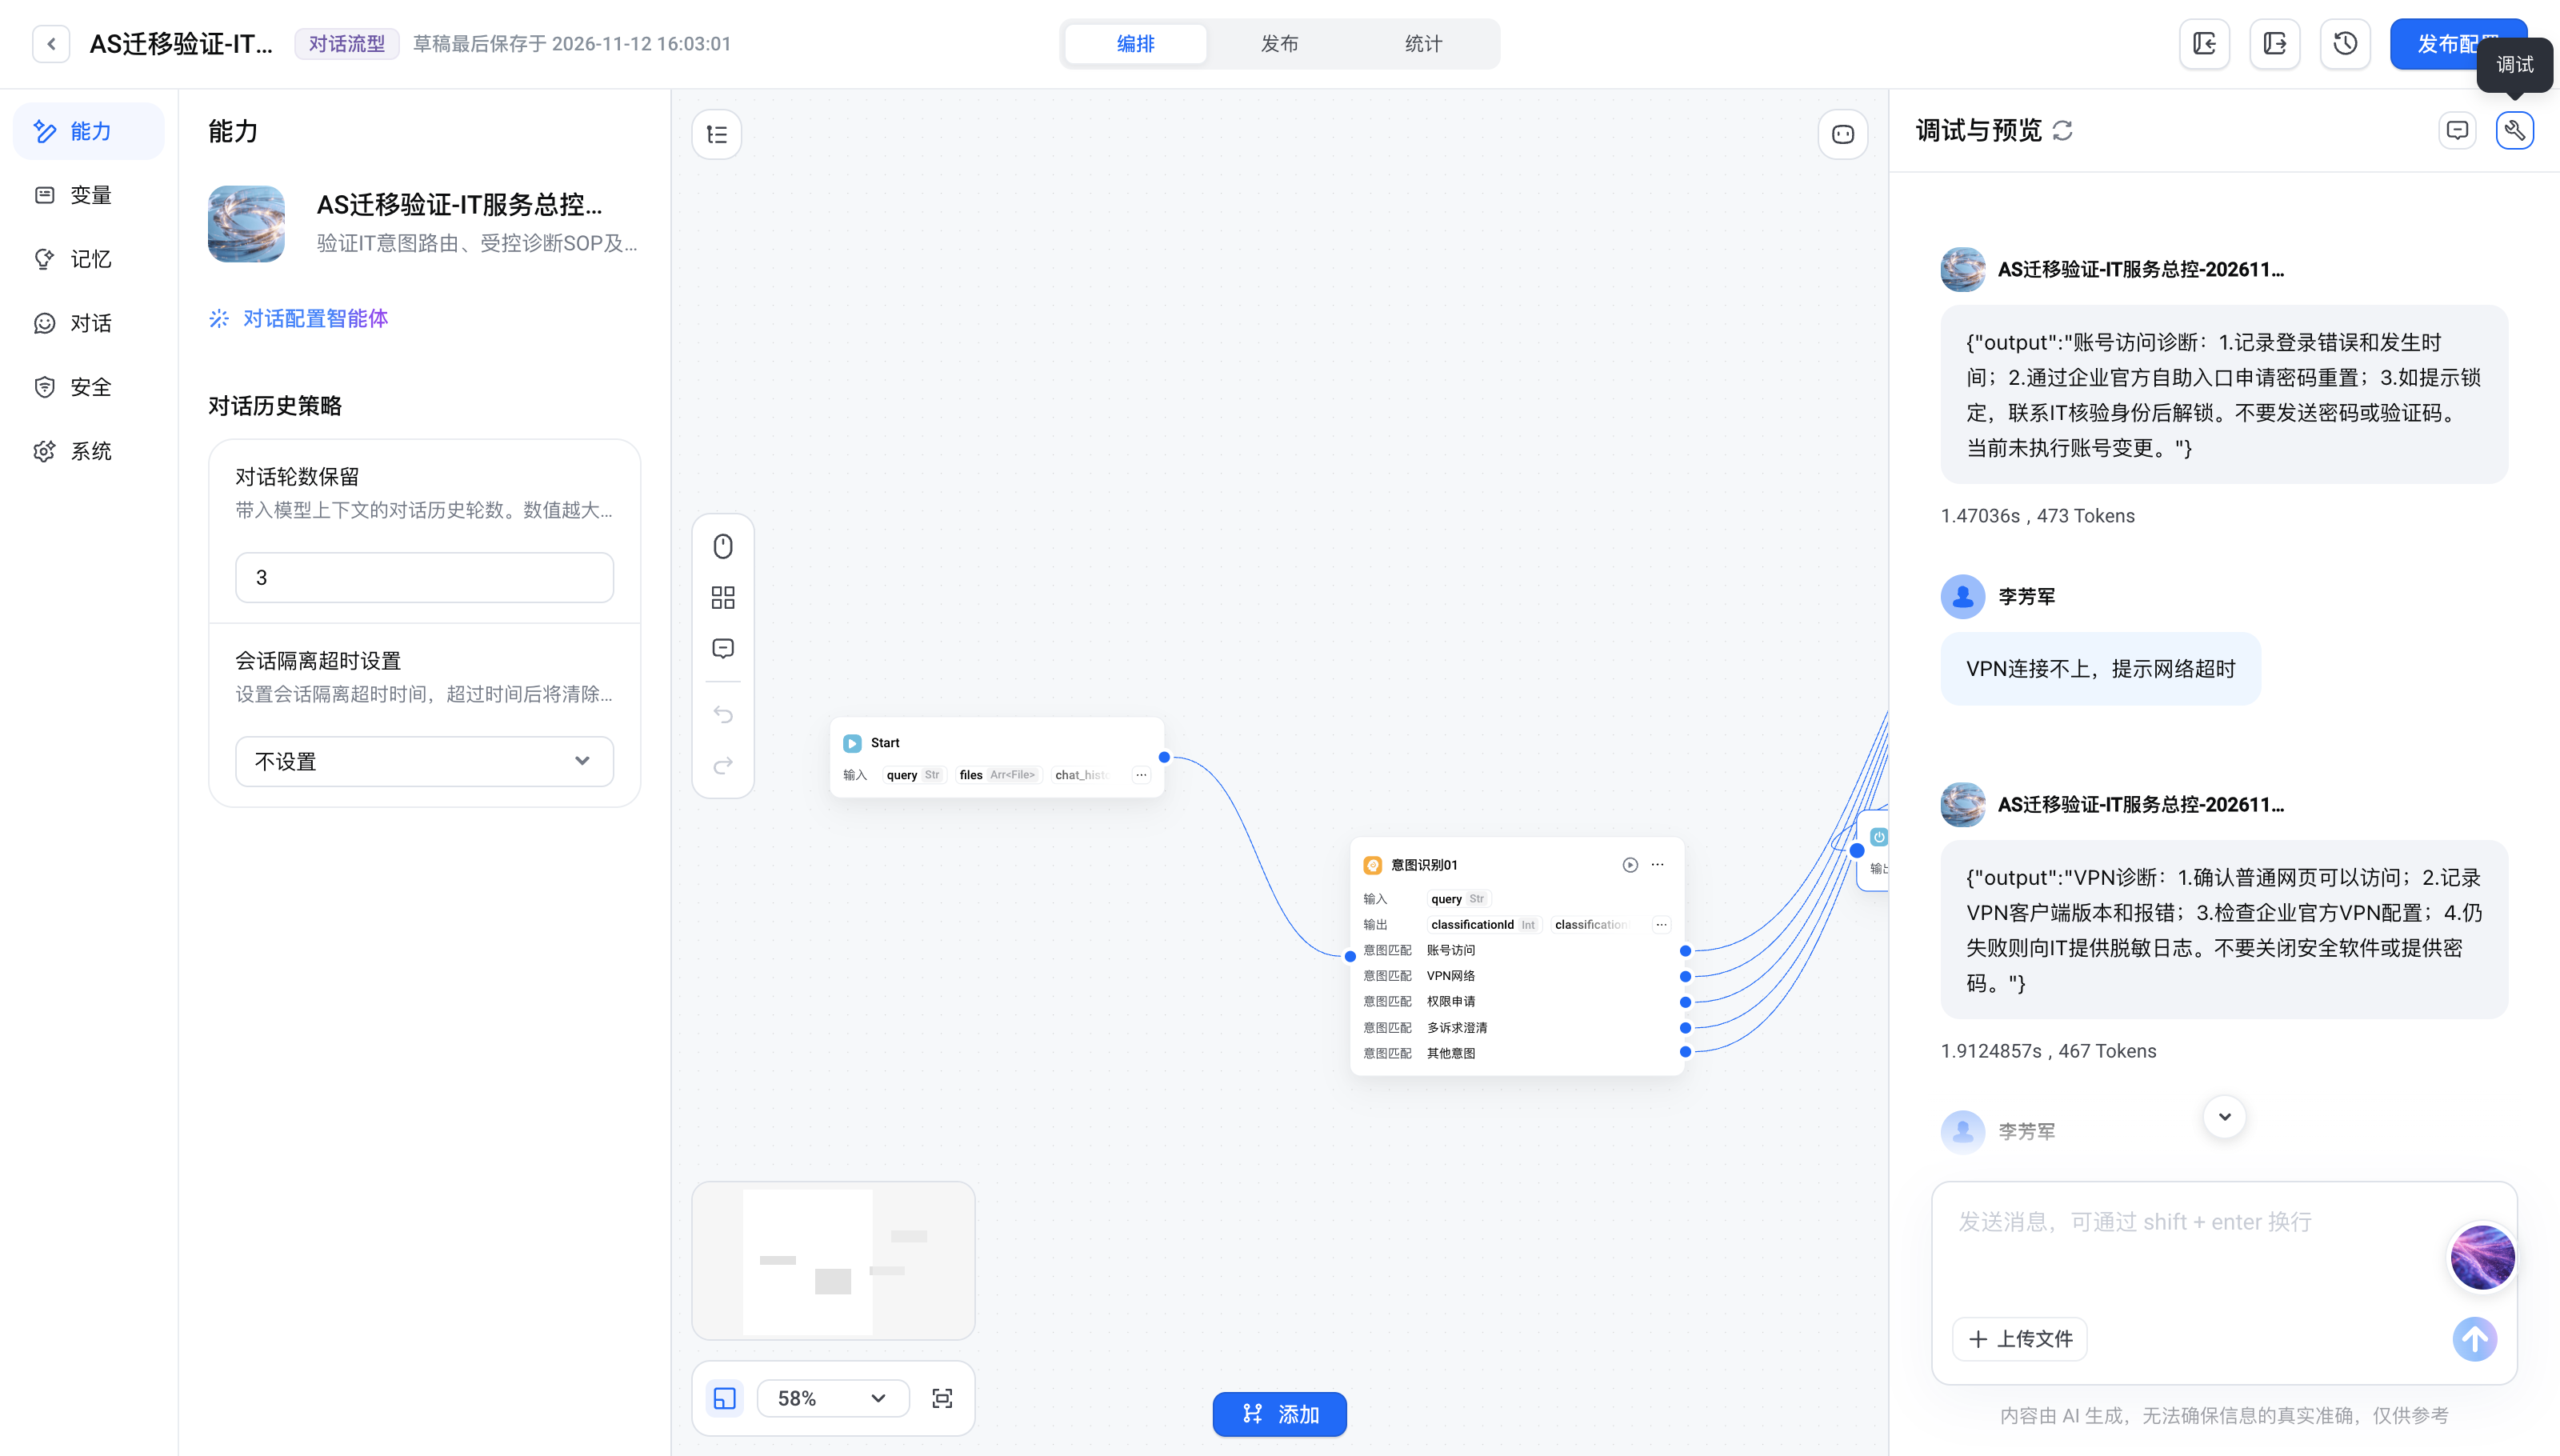 AS迁移验证-IT...
对话流型
草稿最后保存于 2026-11-12 16:03:01
编排
发布
统计
发布配
调试
能力
变量
记忆
对话
安全
系统
能力
AS迁移验证-IT服务总控...
验证IT意图路由、受控诊断SOP及...
对话配置智能体
对话历史策略
对话轮数保留
带入模型上下文的对话历史轮数。数值越大...
3
会话隔离超时设置
设置会话隔离超时时间，超过时间后将清除...
不设置
Start
输入 query Str files Arr<File> chat_histo ...
意图识别01
输入 query Str
输出 classificationId Int classification ...
意图匹配 账号访问
意图匹配 VPN网络
意图匹配 权限申请
意图匹配 多诉求澄清
意图匹配 其他意图
输出
58%
添加
调试与预览
AS迁移验证-IT服务总控-202611...
{"output":"账号访问诊断：1.记录登录错误和发生时
间；2.通过企业官方自助入口申请密码重置；3.如提示锁
定，联系IT核验身份后解锁。不要发送密码或验证码。
当前未执行账号变更。"}
1.47036s , 473 Tokens
李芳军
VPN连接不上，提示网络超时
AS迁移验证-IT服务总控-202611...
{"output":"VPN诊断：1.确认普通网页可以访问；2.记录
VPN客户端版本和报错；3.检查企业官方VPN配置；4.仍
失败则向IT提供脱敏日志。不要关闭安全软件或提供密
码。"}
1.9124857s , 467 Tokens
李芳军
发送消息，可通过 shift + enter 换行
上传文件
内容由 AI 生成，无法确保信息的真实准确，仅供参考